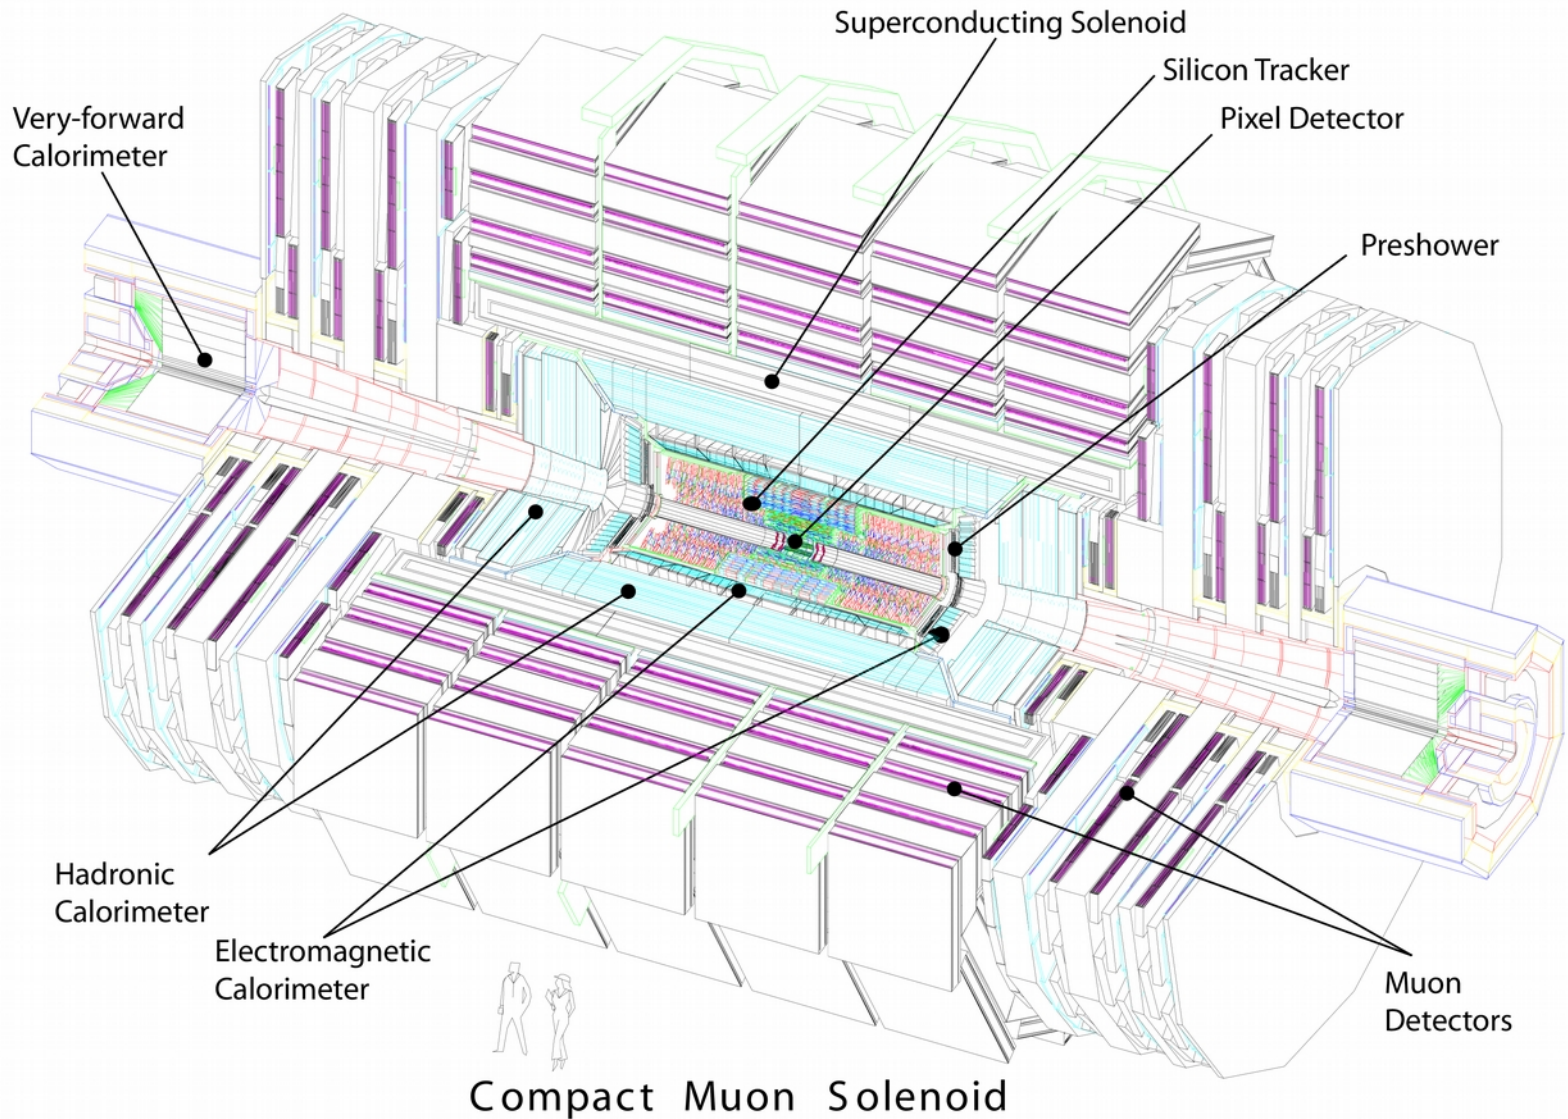 Superconducting Solenoid
Silicon Tracker
Pixel Detector
Very-forward
Calorimeter
Preshower
Hadronic
Calorimeter
Electromagnetic
Calorimeter
Muon
Detectors
Compact Muon Solenoid